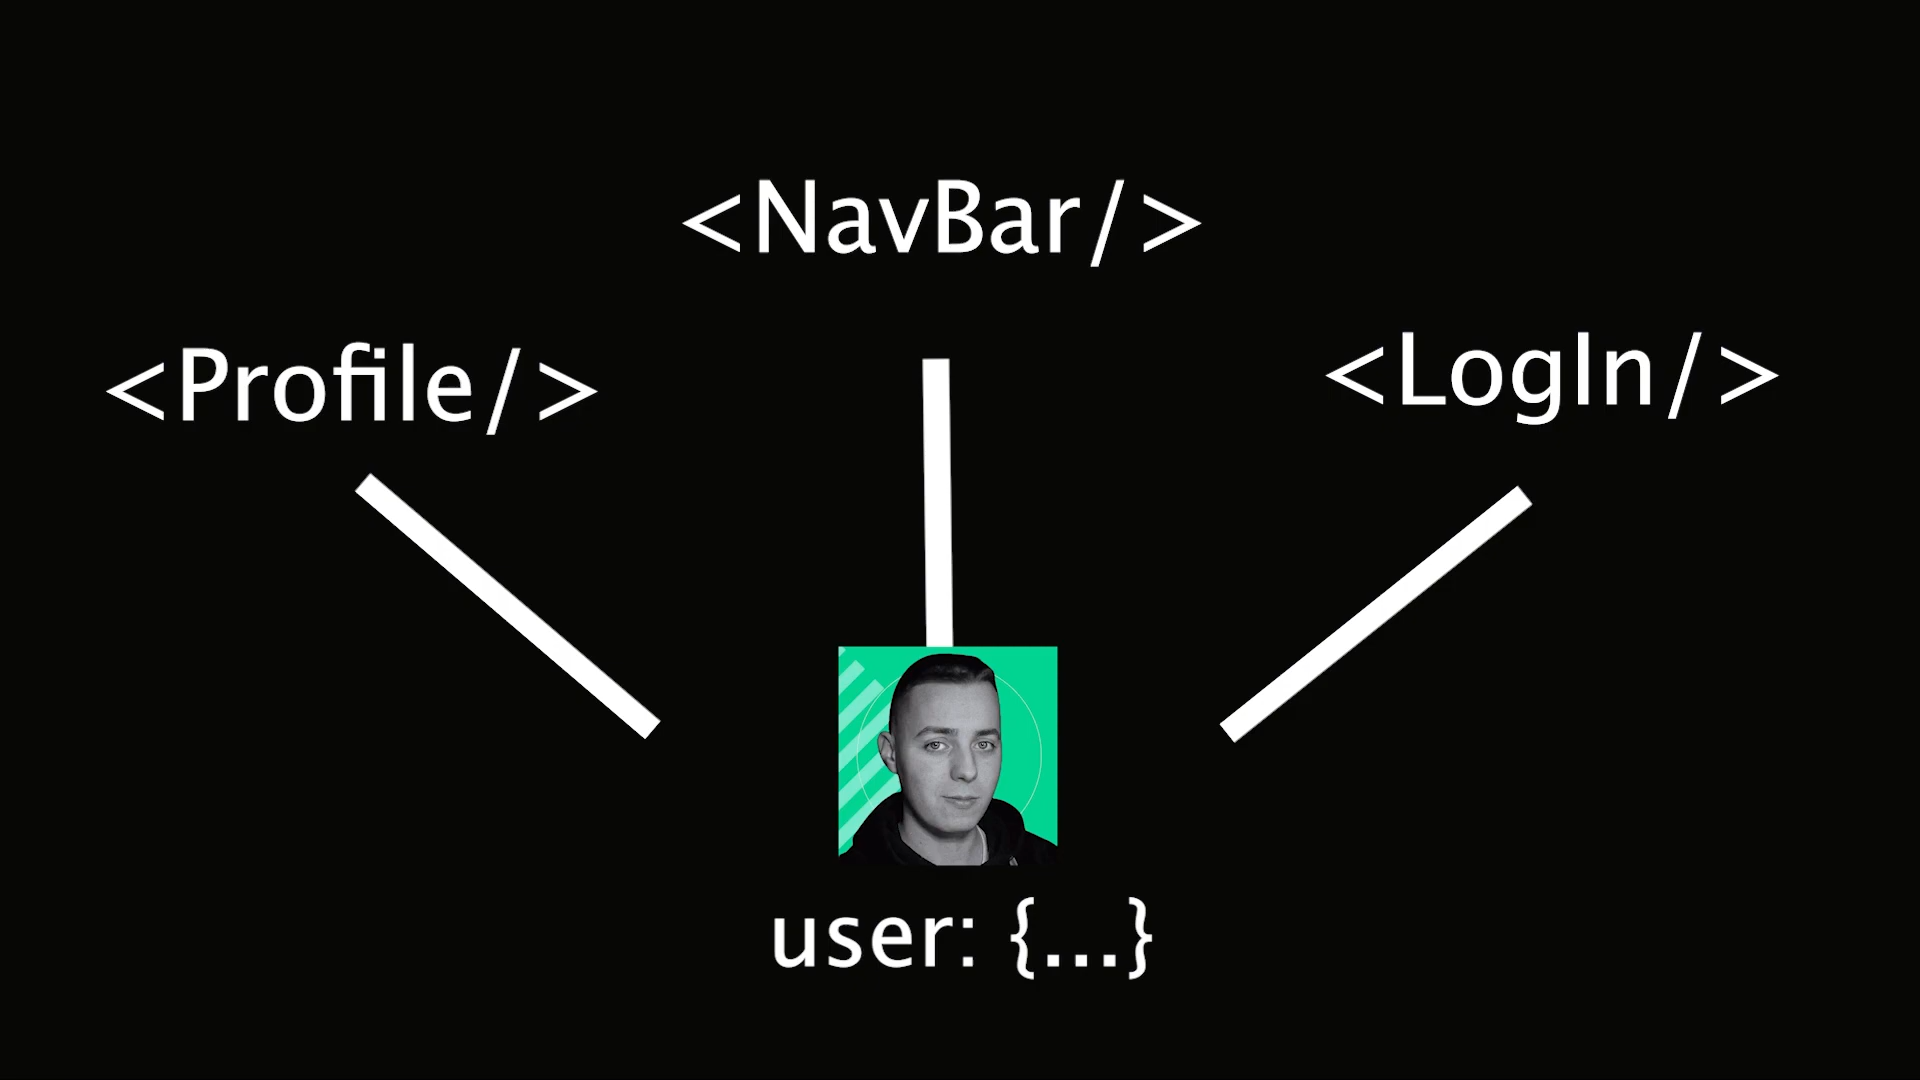 <NavBar/>
<Profile/>
<LogIn/>
user: {...}